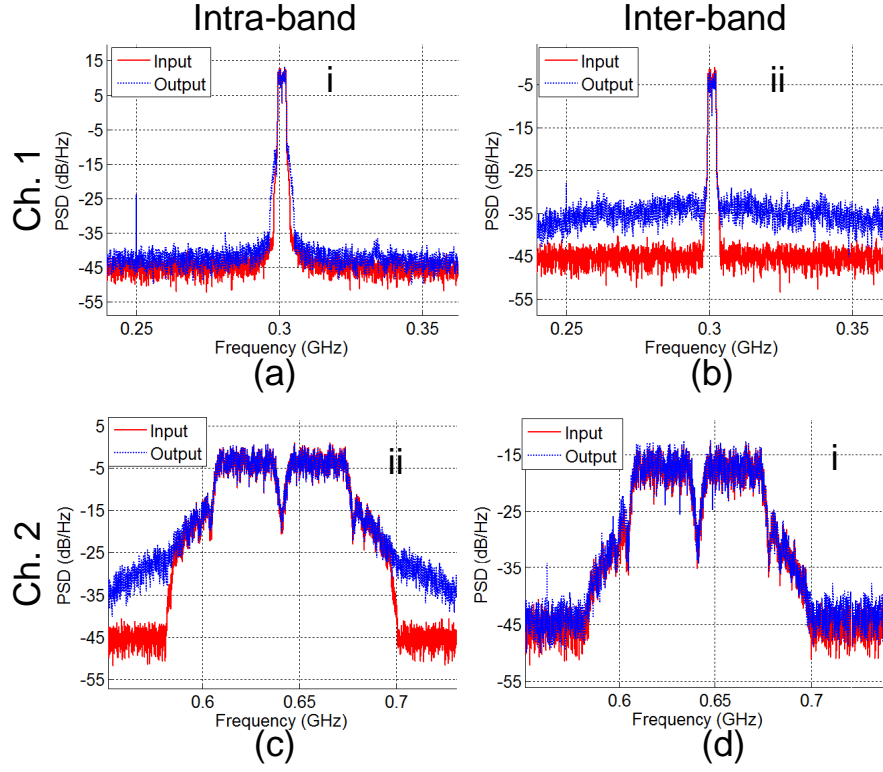 Intra-band
Inter-band
Ch. 1
Input
Output
i
15
5
-5
-15
-25
-35
-45
-55
PSD (dB/Hz)
0.25
0.3
0.35
Frequency (GHz)
(a)
Input
Output
ii
-5
-15
-25
-35
-45
-55
PSD (dB/Hz)
0.25
0.3
0.35
Frequency (GHz)
(b)
Ch. 2
Input
Output
ii
5
-5
-15
-25
-35
-45
-55
PSD (dB/Hz)
0.6
0.65
0.7
Frequency (GHz)
(c)
Input
Output
i
-15
-25
-35
-45
-55
PSD (dB/Hz)
0.6
0.65
0.7
Frequency (GHz)
(d)